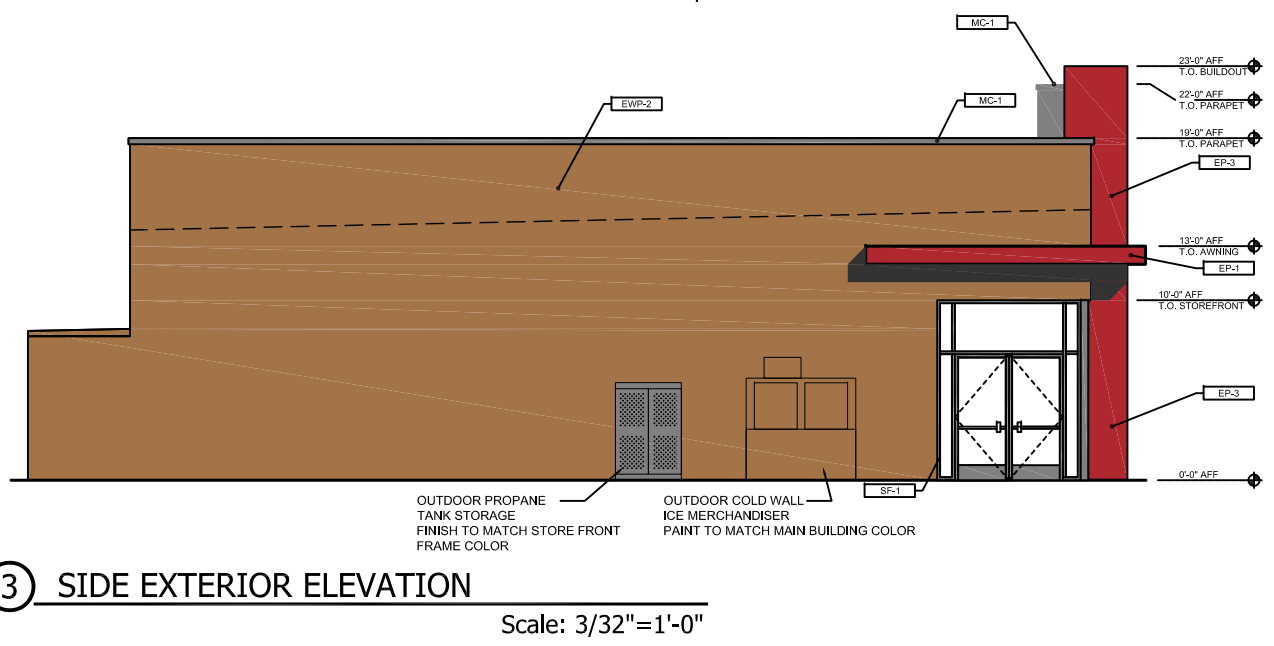 MC-1
23'-0" AFF
T.O. BUILDOUT
EWP-2
MC-1
22'-0" AFF
T.O. PARAPET
19'-0" AFF
T.O. PARAPET
EP-3
13'-0" AFF
T.O. AWNING
EP-1
10'-0" AFF
T.O. STOREFRONT
EP-3
0'-0" AFF
SF-1
OUTDOOR PROPANE
TANK STORAGE
FINISH TO MATCH STORE FRONT
FRAME COLOR
OUTDOOR COLD WALL
ICE MERCHANDISER
PAINT TO MATCH MAIN BUILDING COLOR
3 SIDE EXTERIOR ELEVATION
Scale: 3/32"=1'-0"